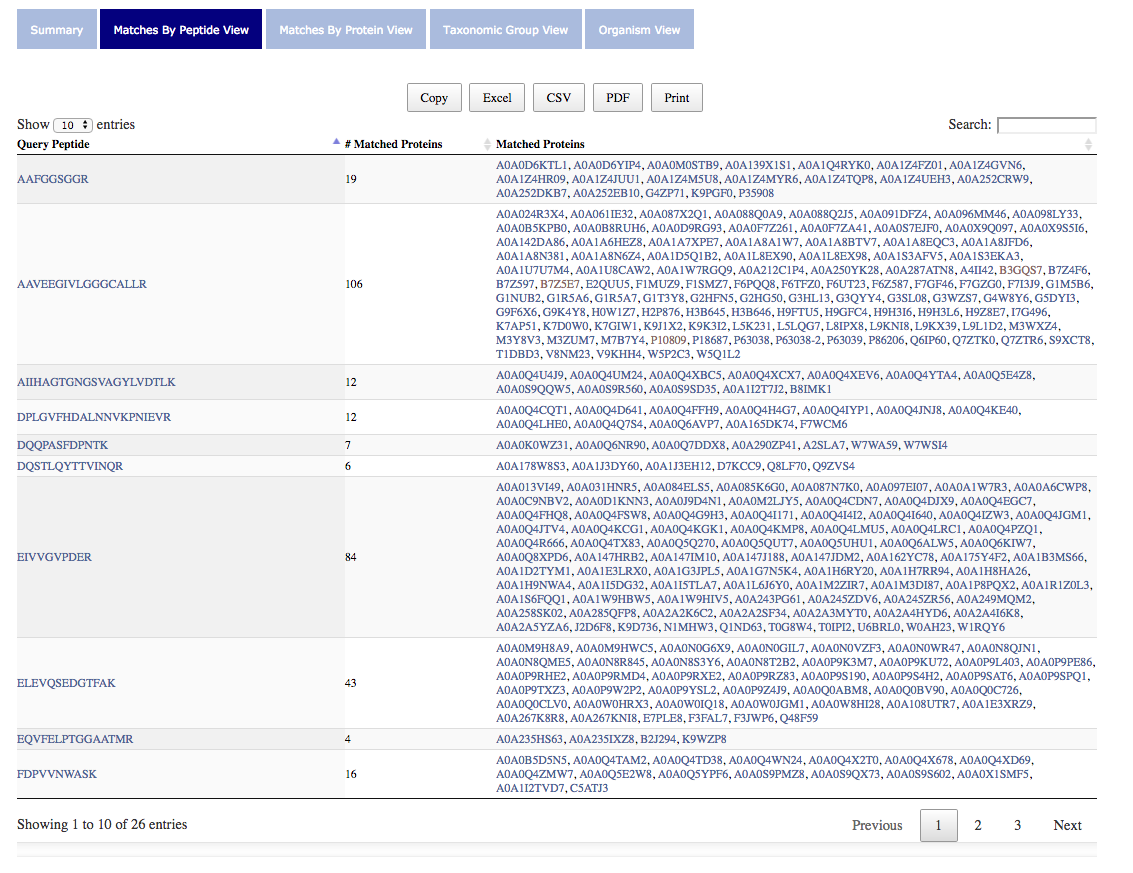 Summary Matches By Peptide View Matches By Protein View Taxonomic Group View Organism View
Copy Excel CSV PDF Print
Show 10 entries Search:
Query Peptide # Matched Proteins Matched Proteins
A0A0D6KTL1, A0A0D6YIP4, A0A0M0STB9, A0A139X1S1, A0A1Q4RYK0, A0A1Z4FZ01, A0A1Z4GVN6,
AAFGGSGGR 19 A0A1Z4HR09, A0A1Z4JUU1, A0A1Z4M5U8, A0A1Z4MYR6, A0A1Z4TQP8, A0A1Z4UEH3, A0A252CRW9,
A0A252DKB7, A0A252EB10, G4ZP71, K9PGF0, P35908
A0A024R3X4, A0A061IE32, A0A087X2Q1, A0A088Q0A9, A0A088Q2J5, A0A091DFZ4, A0A096MM46, A0A098LY33,
A0A0B5KPB0, A0A0B8RUH6, A0A0D9RG93, A0A0F7Z261, A0A0F7ZA41, A0A0S7EJF0, A0A0X9Q097, A0A0X9S5I6,
A0A142DA86, A0A1A6HEZ8, A0A1A7XPE7, A0A1A8A1W7, A0A1A8BTV7, A0A1A8EQC3, A0A1A8JFD6,
A0A1A8N381, A0A1A8N6Z4, A0A1D5Q1B2, A0A1L8EX90, A0A1L8EX98, A0A1S3AFV5, A0A1S3EKA3,
A0A1U7U7M4, A0A1U8CAW2, A0A1W7RGQ9, A0A212C1P4, A0A250YK28, A0A287ATN8, A4II42, B3GQS7, B7Z4F6,
AAVEEGIVLGGGCALLR 106 B7Z597, B7Z5E7, E2QUU5, F1MUZ9, F1SMZ7, F6PQQ8, F6TFZ0, F6UT23, F6Z587, F7GF46, F7GZG0, F7I3J9, G1M5B6,
G1NUB2, G1R5A6, G1R5A7, G1T3Y8, G2HFN5, G2HG50, G3HL13, G3QYY4, G3SL08, G3WZS7, G4W8Y6, G5DYI3,
G9F6X6, G9K4Y8, H0W1Z7, H2P876, H3B645, H3B646, H9FTU5, H9GFC4, H9H3I6, H9H3L6, H9Z8E7, I7G496,
K7AP51, K7D0W0, K7GIW1, K9J1X2, K9K3I2, L5K231, L5LQG7, L8IPX8, L9KNI8, L9KX39, L9L1D2, M3WXZ4,
M3Y8V3, M3ZUM7, M7B7Y4, P10809, P18687, P63038, P63038-2, P63039, P86206, Q6IP60, Q7ZTK0, Q7ZTR6, S9XCT8,
T1DBD3, V8NM23, V9KHH4, W5P2C3, W5Q1L2
AIIHAGTGNGSVAGYLVDTLK 12 A0A0Q4U4J9, A0A0Q4UM24, A0A0Q4XBC5, A0A0Q4XCX7, A0A0Q4XEV6, A0A0Q4YTA4, A0A0Q5E4Z8,
A0A0S9QQW5, A0A0S9R560, A0A0S9SD35, A0A1I2T7J2, B8IMK1
DPLGVFHDALNNVKPNIEVR 12 A0A0Q4CQT1, A0A0Q4D641, A0A0Q4FFH9, A0A0Q4H4G7, A0A0Q4IYP1, A0A0Q4JNJ8, A0A0Q4KE40,
A0A0Q4LHE0, A0A0Q4Q7S4, A0A0Q6AVP7, A0A165DK74, F7WCM6
DQQPASFDPNTK 7 A0A0K0WZ31, A0A0Q6NR90, A0A0Q7DDX8, A0A290ZP41, A2SLA7, W7WA59, W7WSI4
DQSTLQYTTVINQR 6 A0A178W8S3, A0A1J3DY60, A0A1J3EH12, D7KCC9, Q8LF70, Q9ZVS4
A0A013VI49, A0A031HNR5, A0A084ELS5, A0A085K6G0, A0A087N7K0, A0A097EI07, A0A0A1W7R3, A0A0A6CWP8,
A0A0C9NBV2, A0A0D1KNN3, A0A0J9D4N1, A0A0M2LJY5, A0A0Q4CDN7, A0A0Q4DJX9, A0A0Q4EGC7,
A0A0Q4FHQ8, A0A0Q4FSW8, A0A0Q4G9H3, A0A0Q4I171, A0A0Q4I4I2, A0A0Q4I640, A0A0Q4IZW3, A0A0Q4JGM1,
A0A0Q4JTV4, A0A0Q4KCG1, A0A0Q4KGK1, A0A0Q4KMP8, A0A0Q4LMU5, A0A0Q4LRC1, A0A0Q4PZQ1,
A0A0Q4R666, A0A0Q4TX83, A0A0Q5Q270, A0A0Q5QUT7, A0A0Q5UHU1, A0A0Q6ALW5, A0A0Q6KIW7,
EIVVGVPDER 84 A0A0Q8XPD6, A0A147HRB2, A0A147IM10, A0A147J188, A0A147JDM2, A0A162YC78, A0A175Y4F2, A0A1B3MS66,
A0A1D2TYM1, A0A1E3LRX0, A0A1G3JPL5, A0A1G7N5K4, A0A1H6RY20, A0A1H7RR94, A0A1H8HA26,
A0A1H9NWA4, A0A1I5DG32, A0A1I5TLA7, A0A1L6J6Y0, A0A1M2ZIR7, A0A1M3DI87, A0A1P8PQX2, A0A1R1Z0L3,
A0A1S6FQQ1, A0A1W9HBW5, A0A1W9HIV5, A0A243PG61, A0A245ZDV6, A0A245ZR56, A0A249MQM2,
A0A258SK02, A0A285QFP8, A0A2A2K6C2, A0A2A2SF34, A0A2A3MYT0, A0A2A4HYD6, A0A2A4I6K8,
A0A2A5YZA6, J2D6F8, K9D736, N1MHW3, Q1ND63, T0G8W4, T0IPI2, U6BRL0, W0AH23, W1RQY6
A0A0M9H8A9, A0A0M9HWC5, A0A0N0G6X9, A0A0N0GIL7, A0A0N0VZF3, A0A0N0WR47, A0A0N8QJN1,
A0A0N8QME5, A0A0N8R845, A0A0N8S3Y6, A0A0N8T2B2, A0A0P9K3M7, A0A0P9KU72, A0A0P9L403, A0A0P9PE86,
A0A0P9RHE2, A0A0P9RMD4, A0A0P9RXE2, A0A0P9RZ83, A0A0P9S190, A0A0P9S4H2, A0A0P9SAT6, A0A0P9SPQ1,
ELEVQSEDGTFAK 43 A0A0P9TXZ3, A0A0P9W2P2, A0A0P9YSL2, A0A0P9Z4J9, A0A0Q0ABM8, A0A0Q0BV90, A0A0Q0C726,
A0A0Q0CLV0, A0A0W0HRX3, A0A0W0IQ18, A0A0W0JGM1, A0A0W8HI28, A0A108UTR7, A0A1E3XRZ9,
A0A267K8R8, A0A267KNI8, E7PLE8, F3FAL7, F3JWP6, Q48F59
EQVFELPTGGAATMR 4 A0A235HS63, A0A235IXZ8, B2J294, K9WZP8
A0A0B5D5N5, A0A0Q4TAM2, A0A0Q4TD38, A0A0Q4WN24, A0A0Q4X2T0, A0A0Q4X678, A0A0Q4XD69,
FDPVVNWASK 16 A0A0Q4ZMW7, A0A0Q5E2W8, A0A0Q5YPF6, A0A0S9PMZ8, A0A0S9QX73, A0A0S9S602, A0A0X1SMF5,
A0A1I2TVD7, C5ATJ3
Showing 1 to 10 of 26 entries Previous 1 2 3 Next